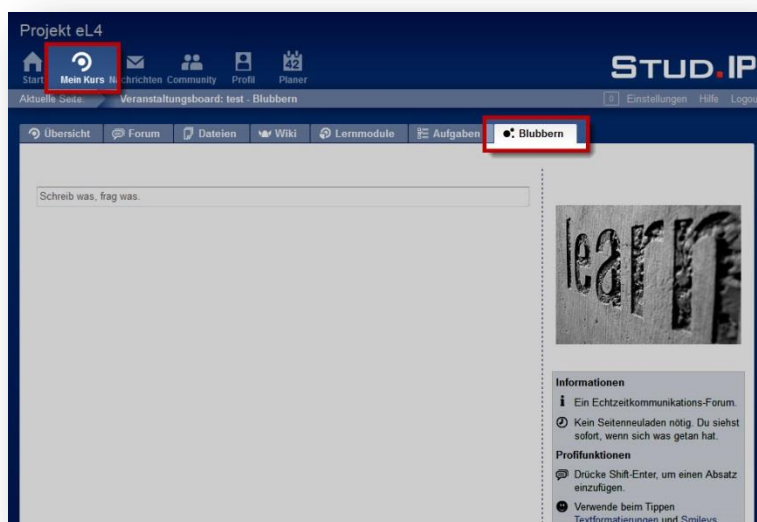 Projekt eL4
Start Mein Kurs Nachrichten Community Profil Planer
42
STUD.IP
Aktuelle Seite: Veranstaltungsboard: test - Blubbern
0 Einstellungen Hilfe Logout
Übersicht Forum Dateien Wiki Lernmodule Aufgaben Blubbern
Schreib was, frag was.
learn
Informationen
Ein Echtzeitkommunikations-Forum.
Kein Seitenneuladen nötig. Du siehst
sofort, wenn sich was getan hat.
Profifunktionen
Drücke Shift-Enter, um einen Absatz
einzufügen.
Verwende beim Tippen
Textformatierungen und Smileys.